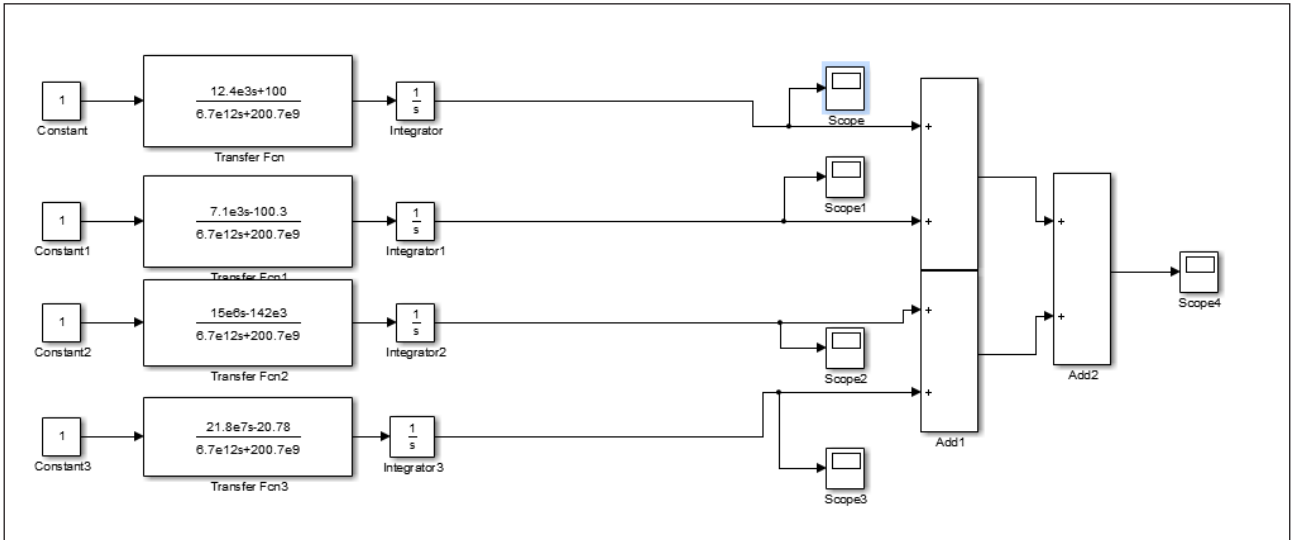 1
Constant
12.4e3s+100
6.7e12s+200.7e9
Transfer Fcn
1
s
Integrator
Scope
+
1
Constant1
7.1e3s-100.3
6.7e12s+200.7e9
Transfer Fcn1
1
s
Integrator1
Scope1
+
1
Constant2
15e6s-142e3
6.7e12s+200.7e9
Transfer Fcn2
1
s
Integrator2
Scope2
+
1
Constant3
21.8e7s-20.78
6.7e12s+200.7e9
Transfer Fcn3
1
s
Integrator3
Scope3
+
Add1
+
+
Add2
Scope4